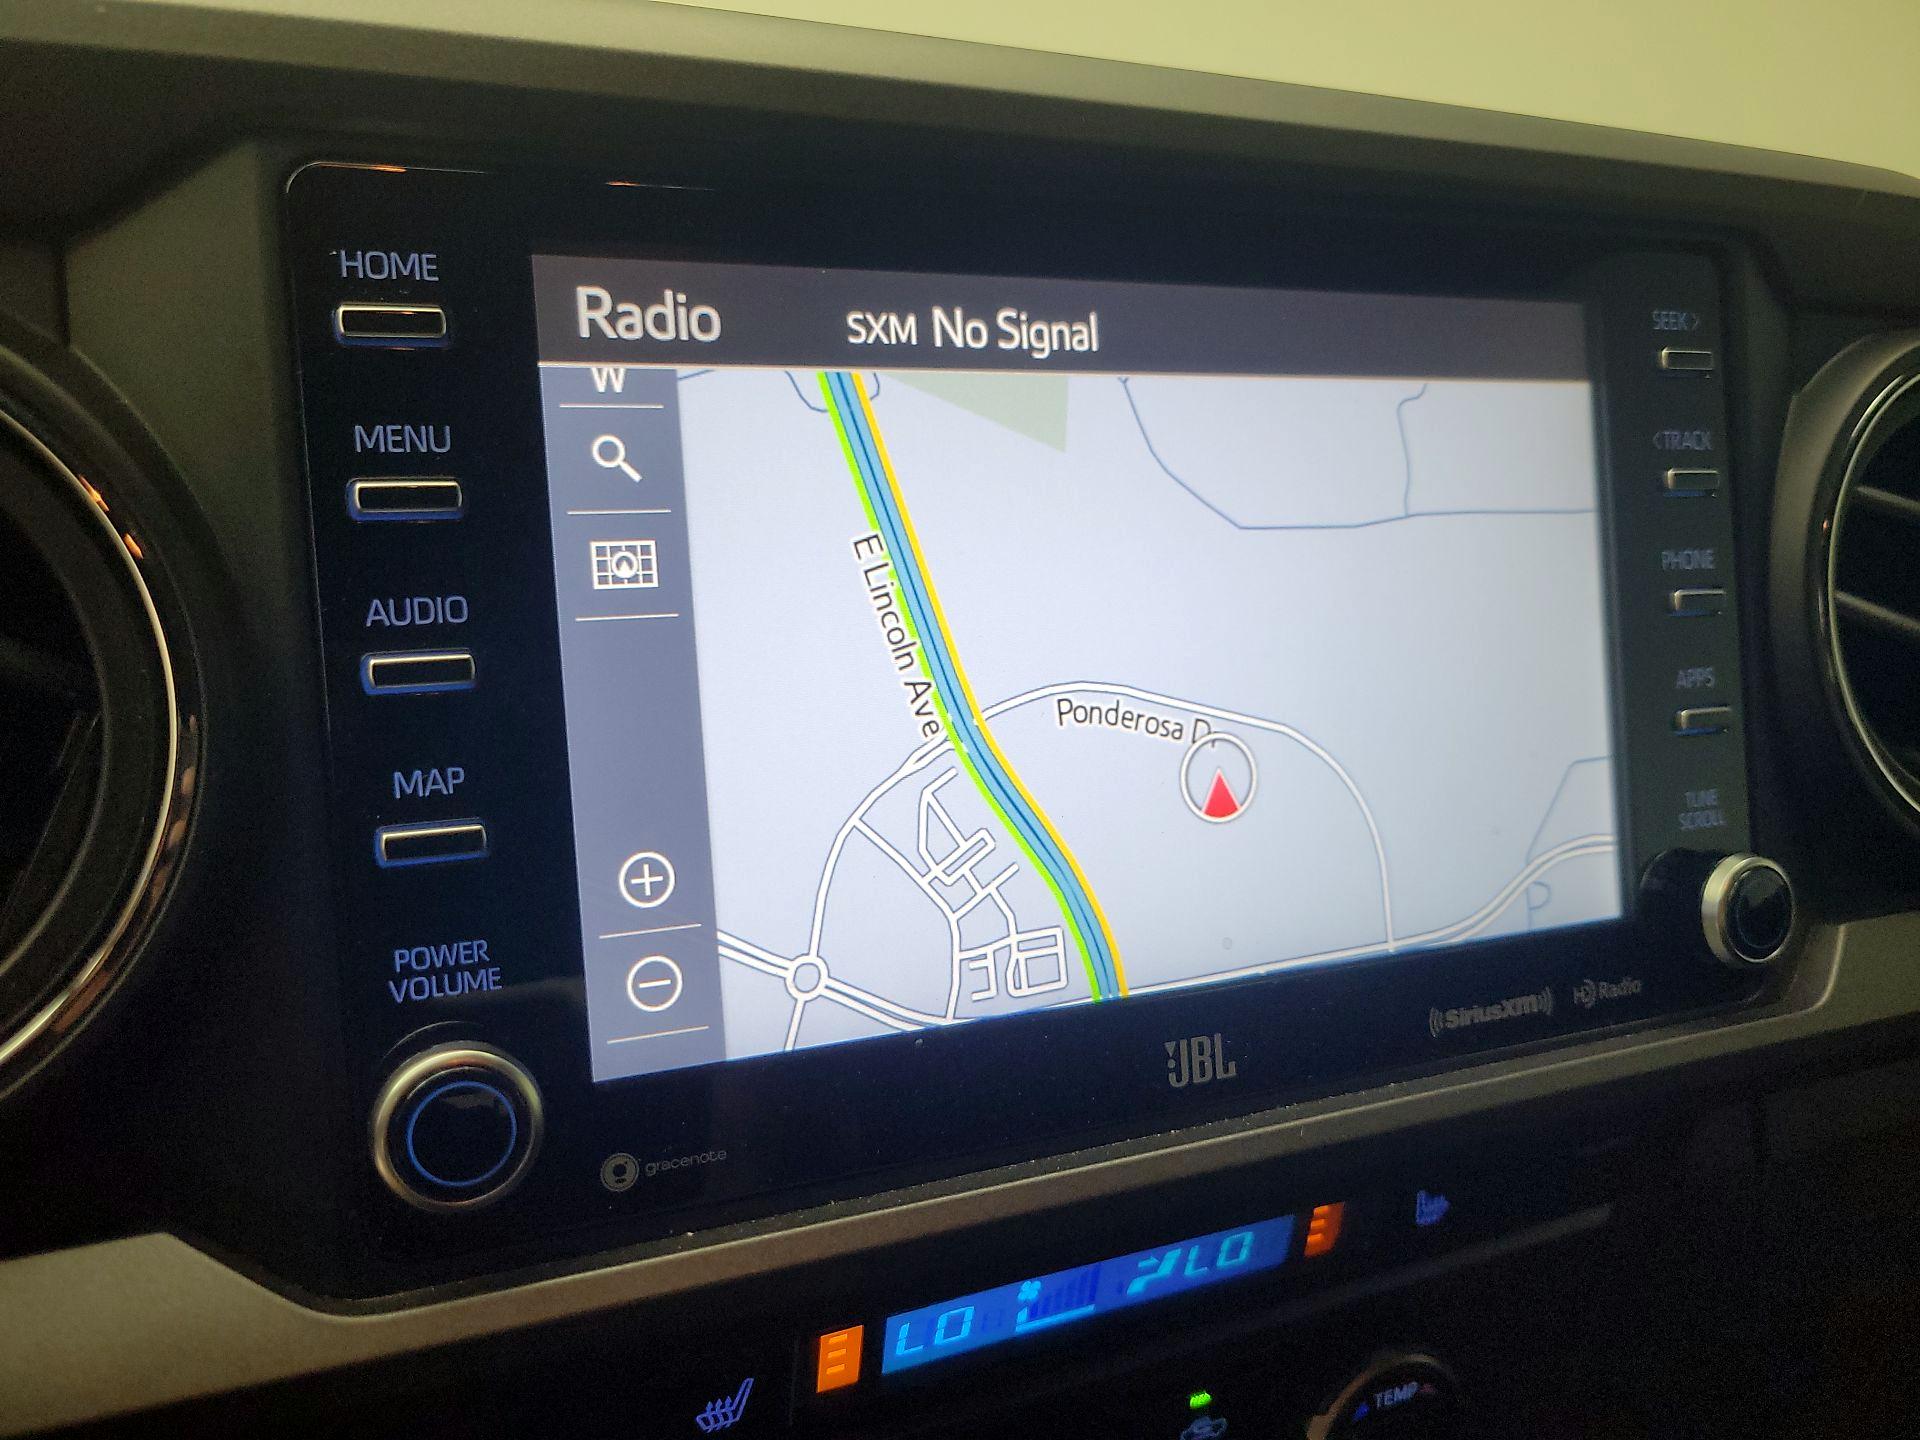 HOME
MENU
AUDIO
MAP
POWER
VOLUME
Radio
SXM No Signal
W
E Lincoln Ave
Ponderosa Dr
SEEK >
< TRACK
PHONE
APPS
TUNE
SCROLL
gracenote
JBL
((SiriusXM))
HD Radio
LO
LO
TEMP